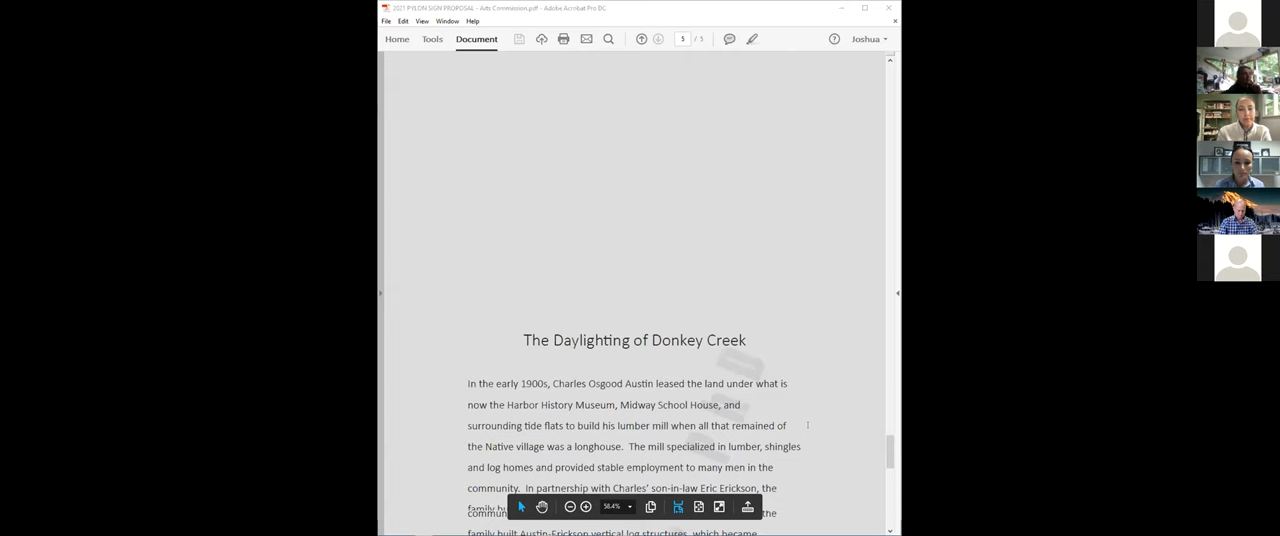 2021 PYLON SIGN PROPOSAL - Arts Commission.pdf - Adobe Acrobat Pro DC
File Edit View Window Help
Home Tools Document 5 / 5 Joshua
The Daylighting of Donkey Creek
In the early 1900s, Charles Osgood Austin leased the land under what is
now the Harbor History Museum, Midway School House, and
surrounding tide flats to build his lumber mill when all that remained of
the Native village was a longhouse. The mill specialized in lumber, shingles
and log homes and provided stable employment to many men in the
community. In partnership with Charles' son-in-law Eric Erickson, the
58.4%
the
family built Austin-Erickson vertical log structures, which became